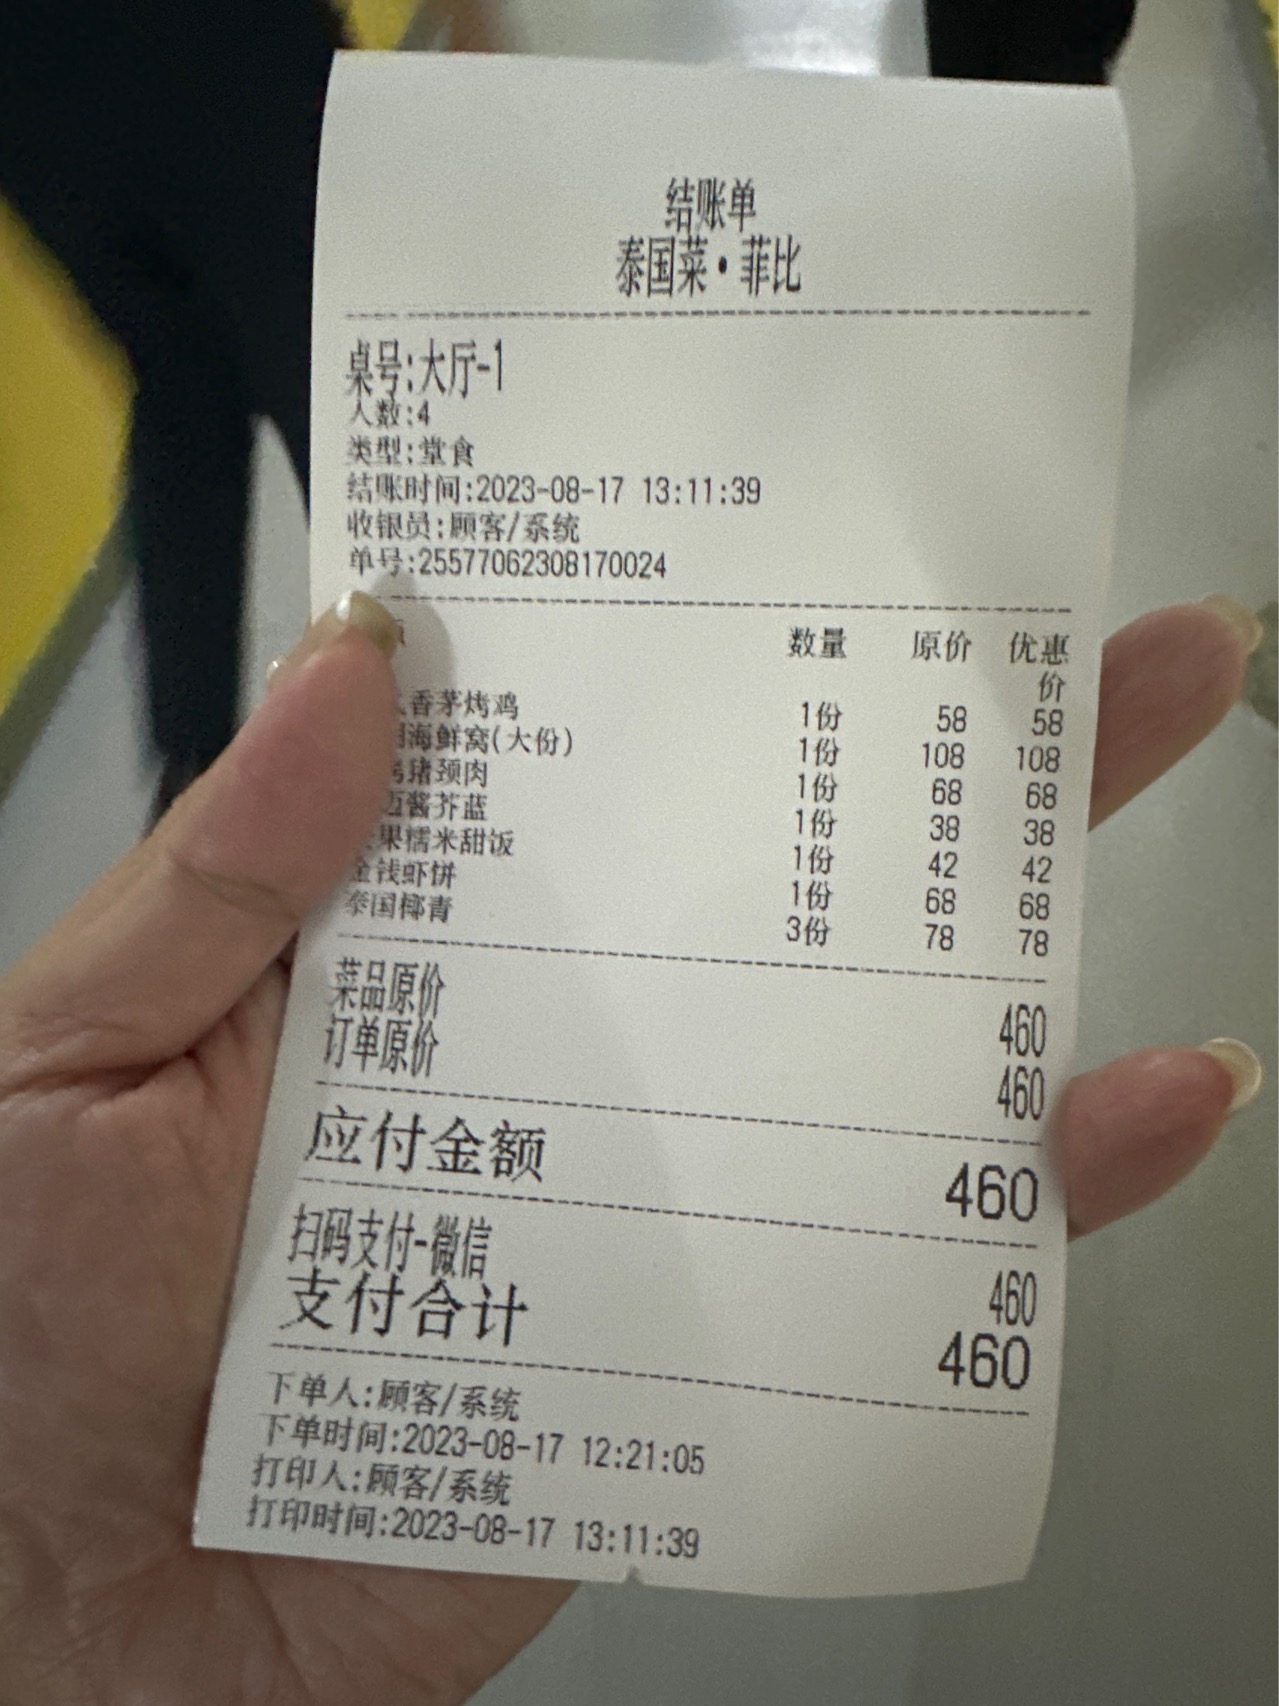 结账单
泰国菜·菲比
桌号:大厅-1
人数:4
类型:堂食
结账时间:2023-08-17 13:11:39
收银员:顾客/系统
单号:25577062308170024
数量 原价 优惠价
香茅烤鸡 1份 58 58
海鲜窝(大份) 1份 108 108
猪颈肉 1份 68 68
酱芥蓝 1份 38 38
果糯米甜饭 1份 42 42
金钱虾饼 1份 68 68
泰国椰青 3份 78 78
菜品原价 460
订单原价 460
应付金额 460
扫码支付-微信 460
支付合计 460
下单人:顾客/系统
下单时间:2023-08-17 12:21:05
打印人:顾客/系统
打印时间:2023-08-17 13:11:39